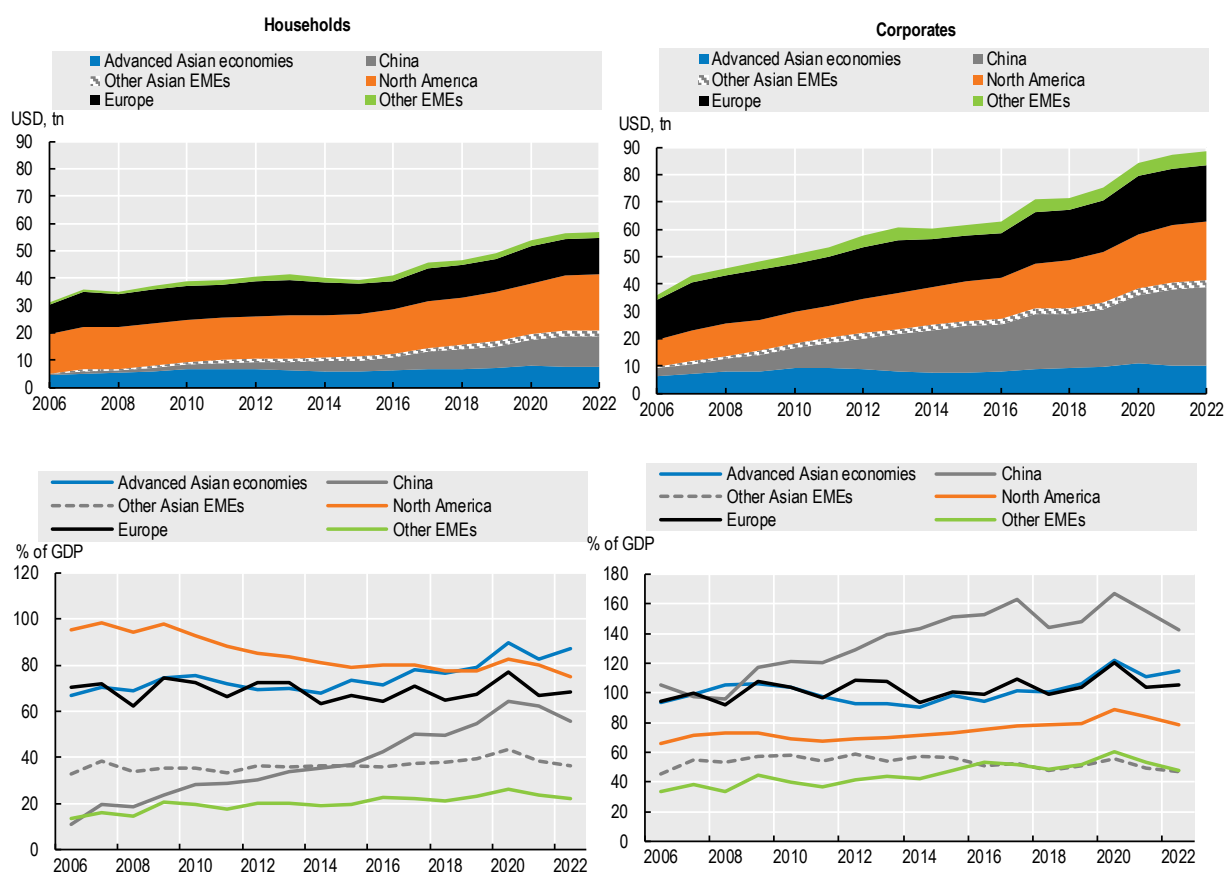 Households
Advanced Asian economies China
Other Asian EMEs North America
Europe Other EMEs
USD, tn
90
80
70
60
50
40
30
20
10
0
2006 2008 2010 2012 2014 2016 2018 2020 2022
Corporates
Advanced Asian economies China
Other Asian EMEs North America
Europe Other EMEs
USD, tn
90
80
70
60
50
40
30
20
10
0
2006 2008 2010 2012 2014 2016 2018 2020 2022
Advanced Asian economies China
Other Asian EMEs North America
Europe Other EMEs
% of GDP
120
100
80
60
40
20
0
2006 2008 2010 2012 2014 2016 2018 2020 2022
Advanced Asian economies China
Other Asian EMEs North America
Europe Other EMEs
% of GDP
180
160
140
120
100
80
60
40
20
0
2006 2008 2010 2012 2014 2016 2018 2020 2022